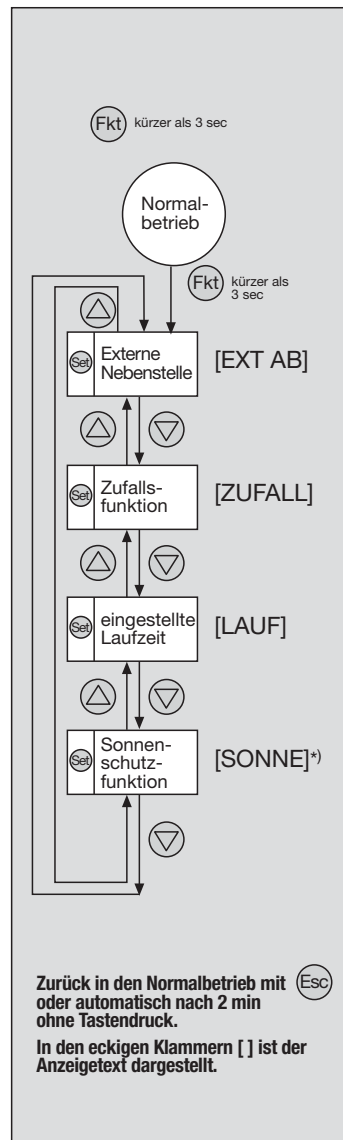 Fkt kürzer als 3 sec
Normal-
betrieb
Fkt kürzer als
3 sec
Set Externe
Nebenstelle
[EXT AB]
Set Zufalls-
funktion
[ZUFALL]
Set eingestellte
Laufzeit
[LAUF]
Set Sonnen-
schutz-
funktion
[SONNE]*)
Zurück in den Normalbetrieb mit Esc
oder automatisch nach 2 min
ohne Tastendruck.
In den eckigen Klammern [ ] ist der
Anzeigetext dargestellt.